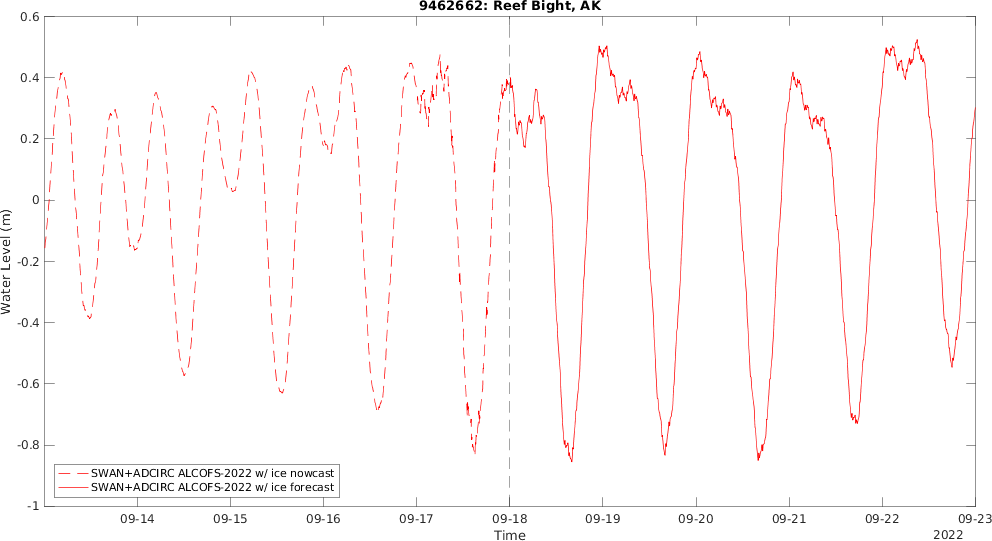 9462662: Reef Bight, AK
0.6
0.4
0.2
0
-0.2
-0.4
-0.6
-0.8
-1
Water Level (m)
SWAN+ADCIRC ALCOFS-2022 w/ ice nowcast
SWAN+ADCIRC ALCOFS-2022 w/ ice forecast
09-14 09-15 09-16 09-17 09-18 09-19 09-20 09-21 09-22 09-23
Time
2022